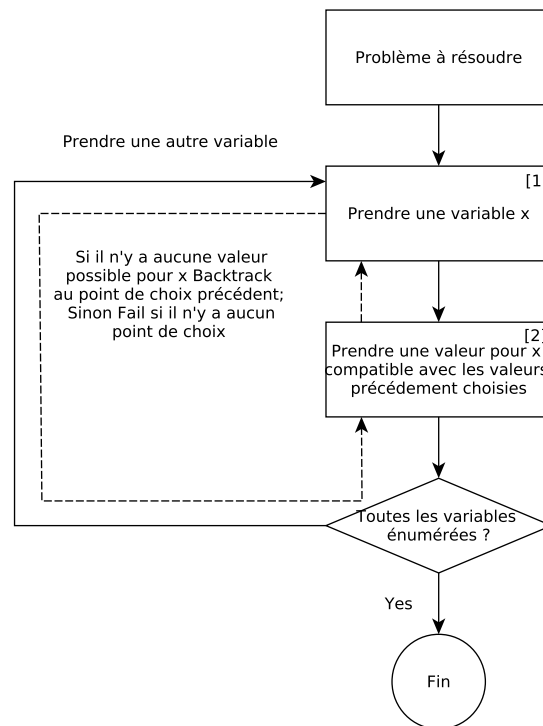 Problème à résoudre
Prendre une autre variable
[1
Prendre une variable x
Si il n'y a aucune valeur
possible pour x Backtrack
au point de choix précédent;
Sinon Fail si il n'y a aucun
point de choix
[2]
Prendre une valeur pour x
compatible avec les valeurs
précédement choisies
Toutes les variables
énumérées ?
Yes
Fin